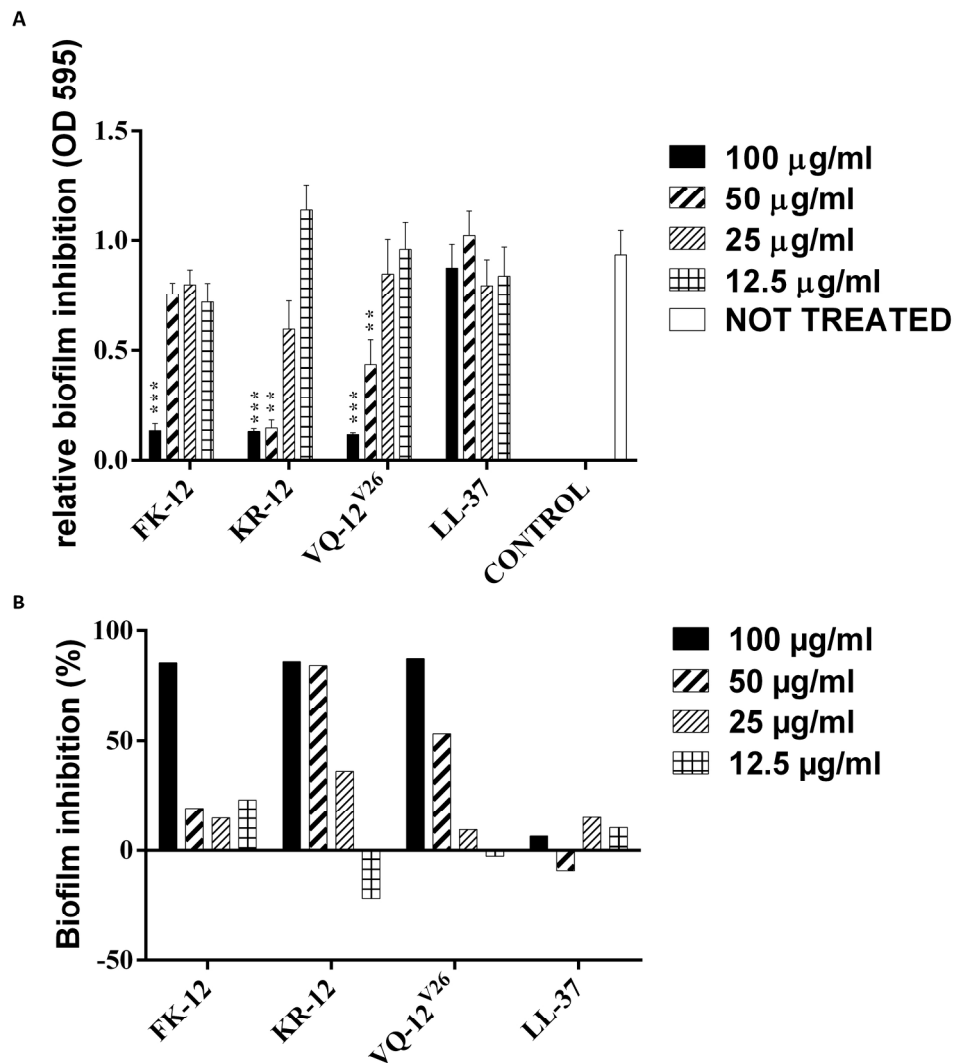 A
relative biofilm inhibition (OD 595)
1.5
1.0
0.5
0.0
***
***
**
***
**
FK-12
KR-12
VQ-12V26
LL-37
CONTROL
100 μg/ml
50 μg/ml
25 μg/ml
12.5 μg/ml
NOT TREATED
B
Biofilm inhibition (%)
100
50
0
-50
FK-12
KR-12
VQ-12V26
LL-37
100 µg/ml
50 µg/ml
25 µg/ml
12.5 µg/ml